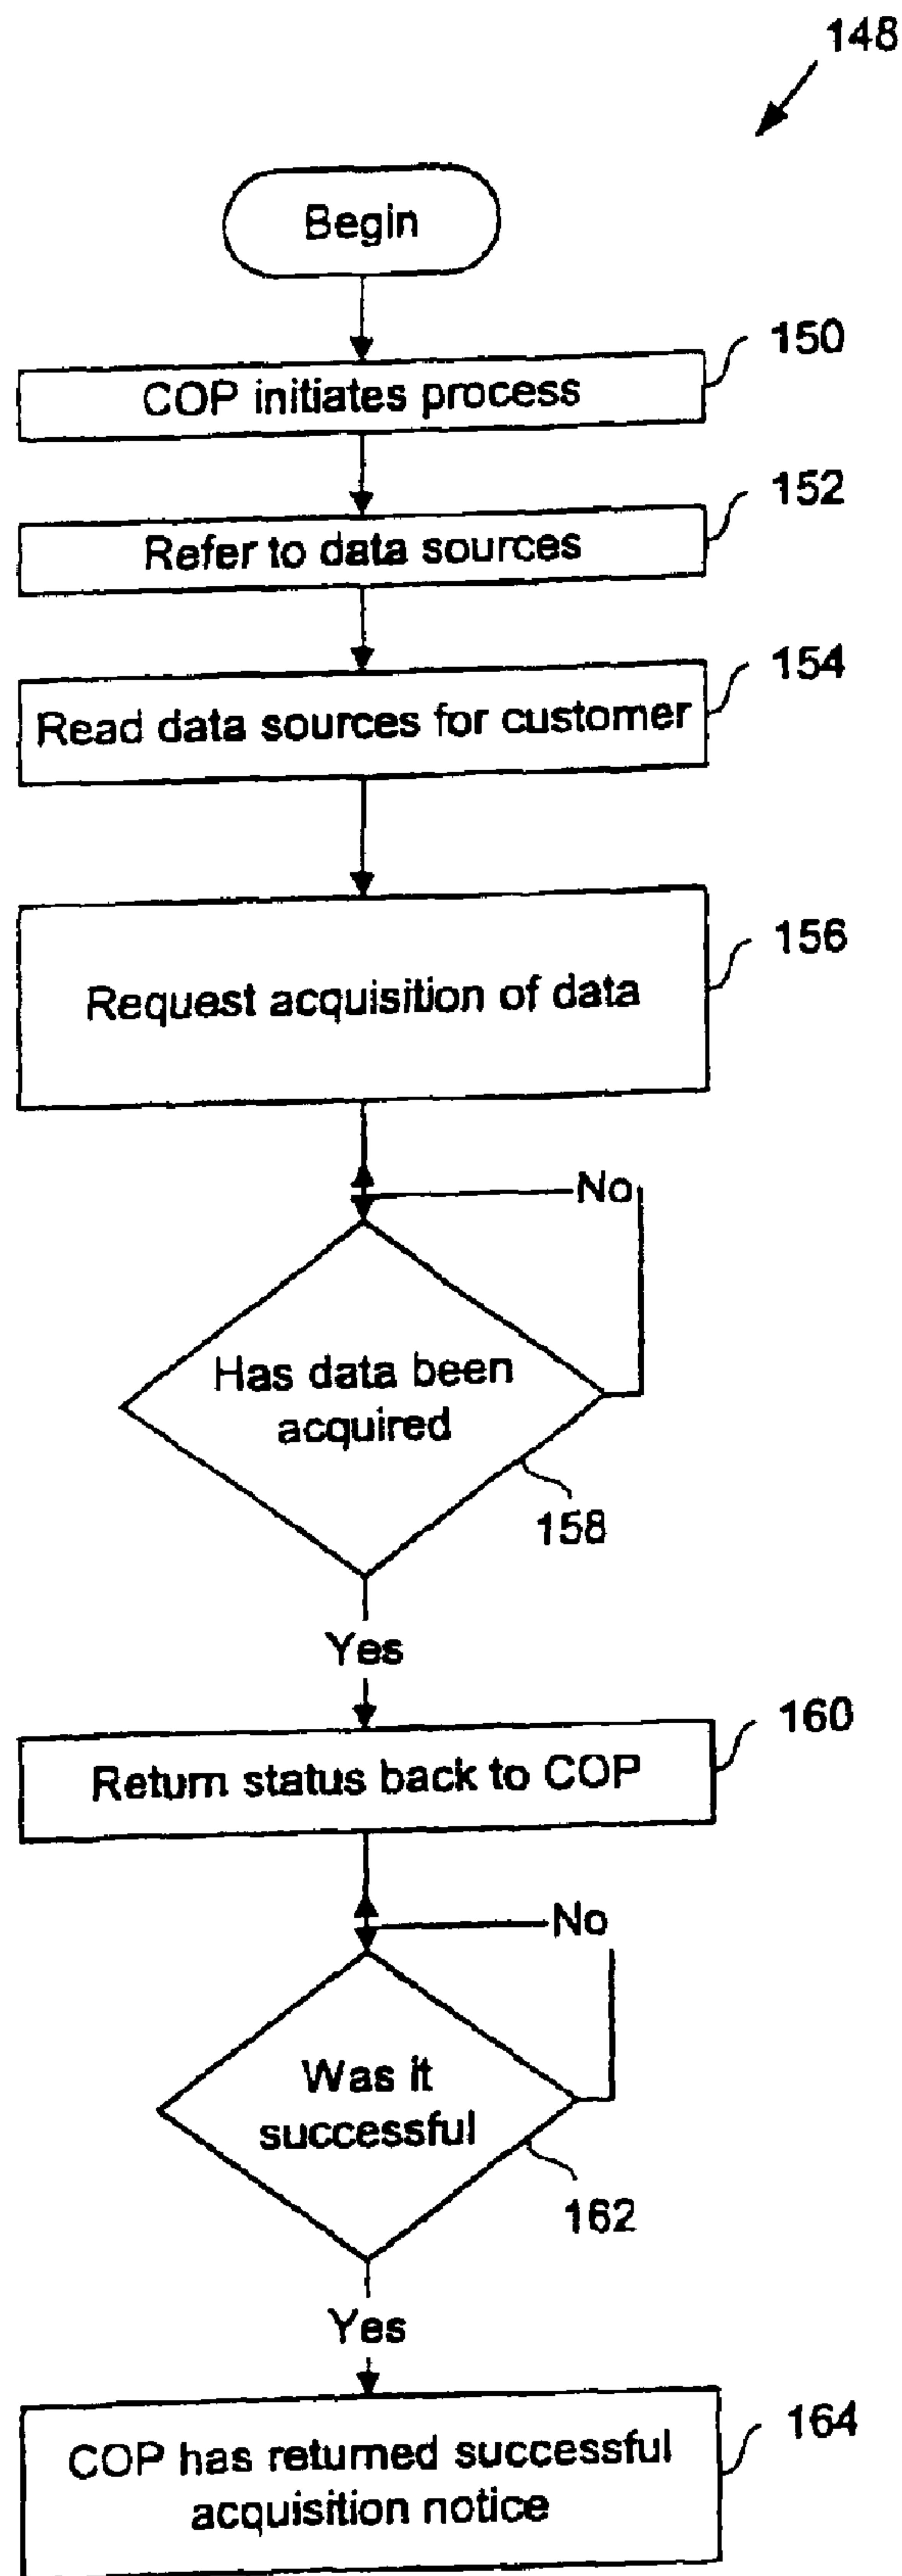 148
Begin
150
COP initiates process
152
Refer to data sources
154
Read data sources for customer
156
Request acquisition of data
No
Has data been
acquired
158
Yes
160
Return status back to COP
No
Was it
successful
162
Yes
164
COP has returned successful
acquisition notice